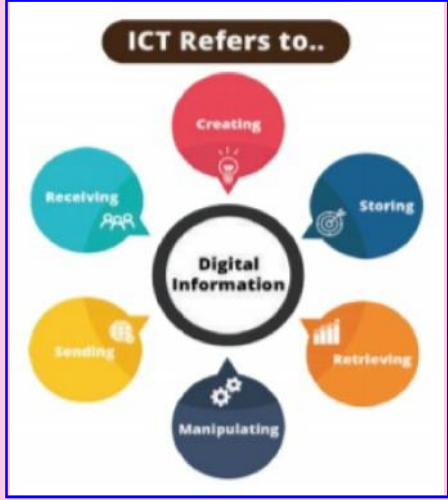 ICT Refers to..
Creating
Receiving
Storing
Digital
Information
Sending
Retrieving
Manipulating